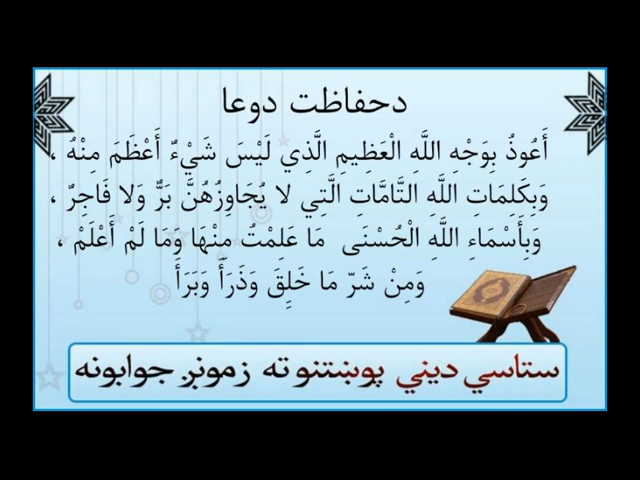 دحفاظت دوعا
أَعُوذُ بِوَجْهِ اللَّهِ الْعَظِيمِ الَّذِي لَيْسَ شَيْءٌ أَعْظَمَ مِنْهُ ،
وَبِكَلِمَاتِ اللَّهِ التَّامَّاتِ الَّتِي لا يُجَاوِزُهُنَّ بَرٌّ وَلا فَاجِرٌ ،
وَبِأَسْمَاءِ اللَّهِ الْحُسْنَى مَا عَلِمْتُ مِنْهَا وَمَا لَمْ أَعْلَمْ ،
وَمِنْ شَرّ مَا خَلِقَ وَذَرَأَ وَبَرَأَ
ستاسي ديني پوښتنو ته زمونږ جوابونه